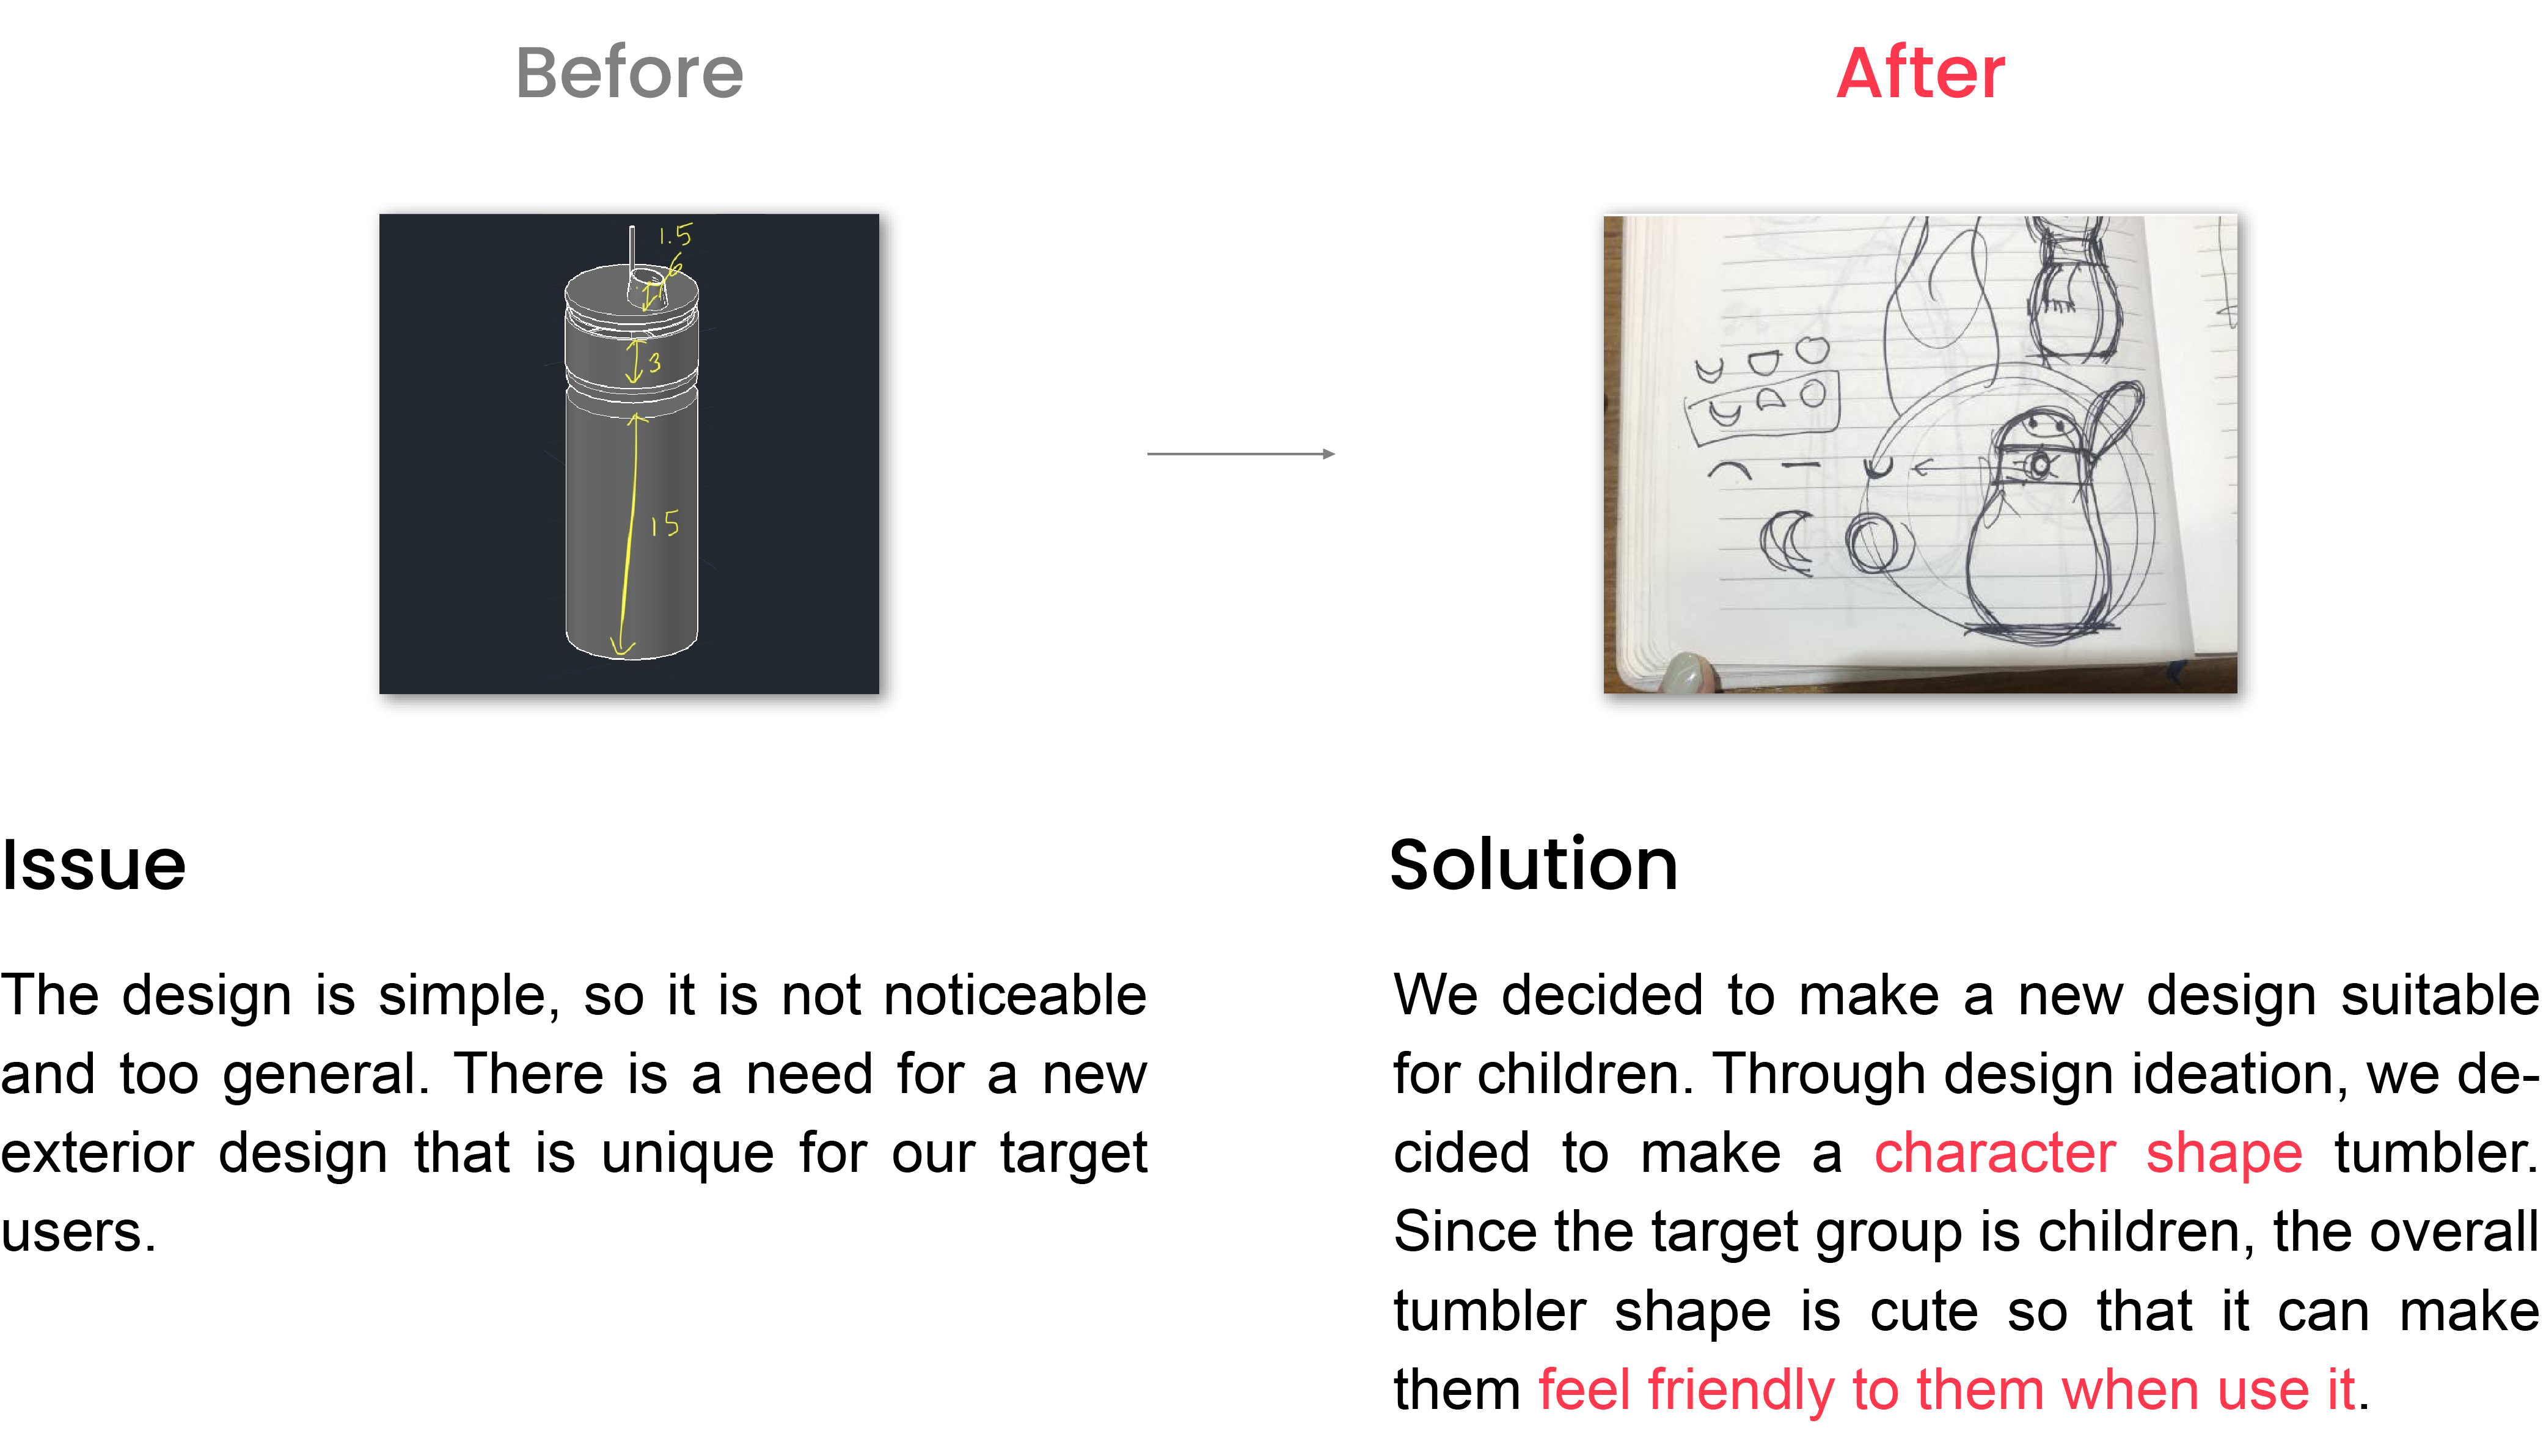 Before
After
1.5
6
3
15
Issue
The design is simple, so it is not noticeable
and too general. There is a need for a new
exterior design that is unique for our target
users.
Solution
We decided to make a new design suitable
for children. Through design ideation, we de-
cided to make a character shape tumbler.
Since the target group is children, the overall
tumbler shape is cute so that it can make
them feel friendly to them when use it.